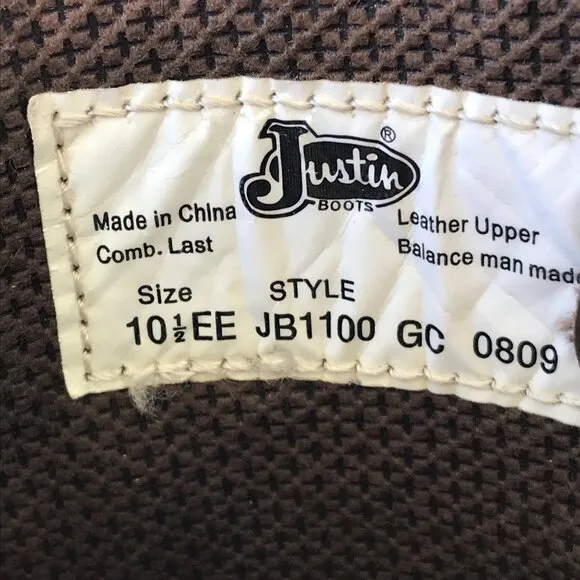 Justin®
BOOTS
Made in China
Comb. Last
Leather Upper
Balance man made
Size STYLE
10½EE JB1100 GC 0809